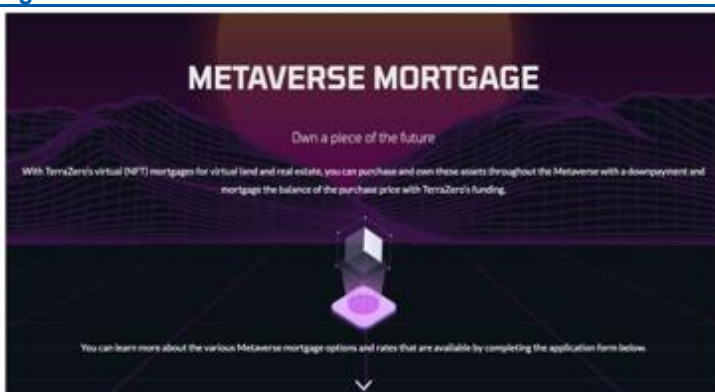 METAVERSE MORTGAGE
Own a piece of the future
With TerraZero's virtual (NFT) mortgages for virtual land and real estate, you can purchase and own these assets throughout the Metaverse with a downpayment and
mortgage the balance of the purchase price with TerraZero's funding.
You can learn more about the various Metaverse mortgage options and rates that are available by completing the application form below.